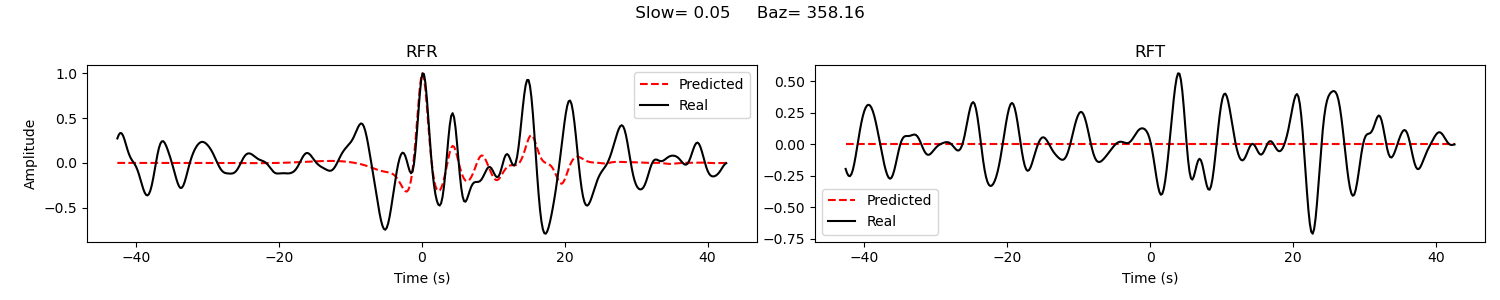 Slow= 0.05 Baz= 358.16
RFR
RFT
Amplitude
1.0
0.5
0.0
−0.5
Predicted
Real
−40
−20
0
20
40
Time (s)
0.50
0.25
0.00
−0.25
−0.50
−0.75
Predicted
Real
−40
−20
0
20
40
Time (s)